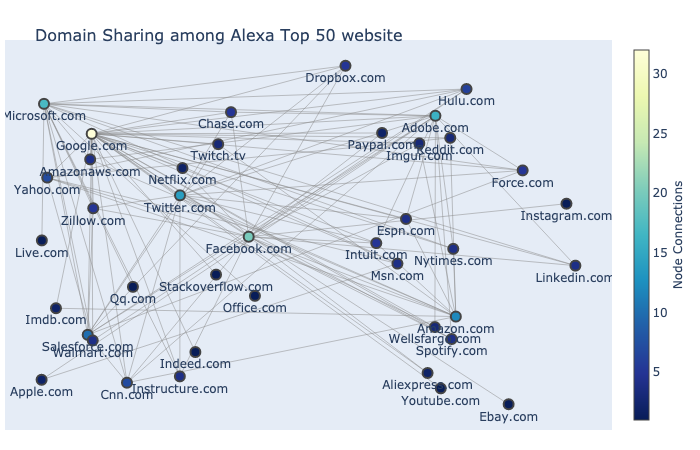 Domain Sharing among Alexa Top 50 website
Dropbox.com
Hulu.com
Microsoft.com
Chase.com
Adobe.com
Google.com
Paypal.com
Reddit.com
Imgur.com
Twitch.tv
Amazonaws.com
Netflix.com
Yahoo.com
Force.com
Twitter.com
Instagram.com
Zillow.com
Espn.com
Live.com
Facebook.com
Intuit.com
Nytimes.com
Msn.com
Linkedin.com
Stackoverflow.com
Qq.com
Office.com
Imdb.com
Amazon.com
Wellsfargo.com
Salesforce.com
Walmart.com
Spotify.com
Indeed.com
Apple.com
Cnn.com
Instructure.com
Aliexpress.com
Youtube.com
Ebay.com
30
25
20
15
10
5
Node Connections